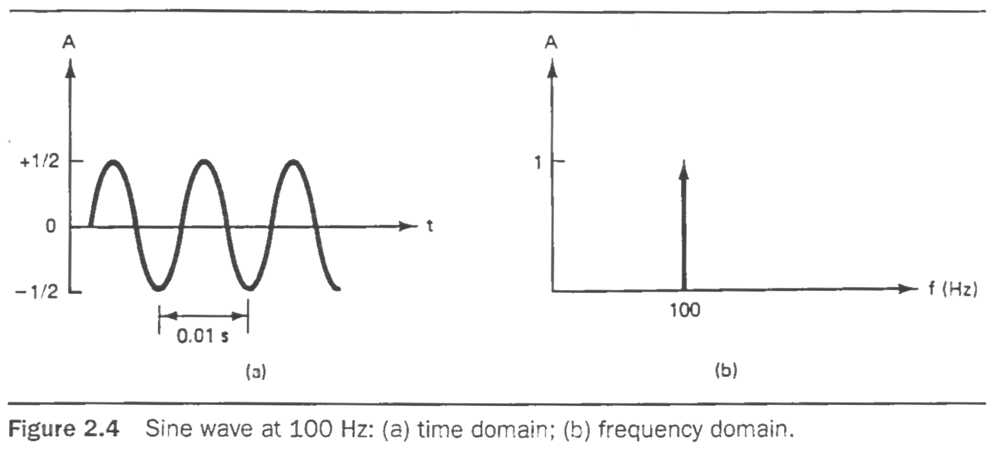 A
+1/2
0
t
-1/2
0.01 s
(a)
A
1
f (Hz)
100
(b)
Figure 2.4 Sine wave at 100 Hz: (a) time domain; (b) frequency domain.